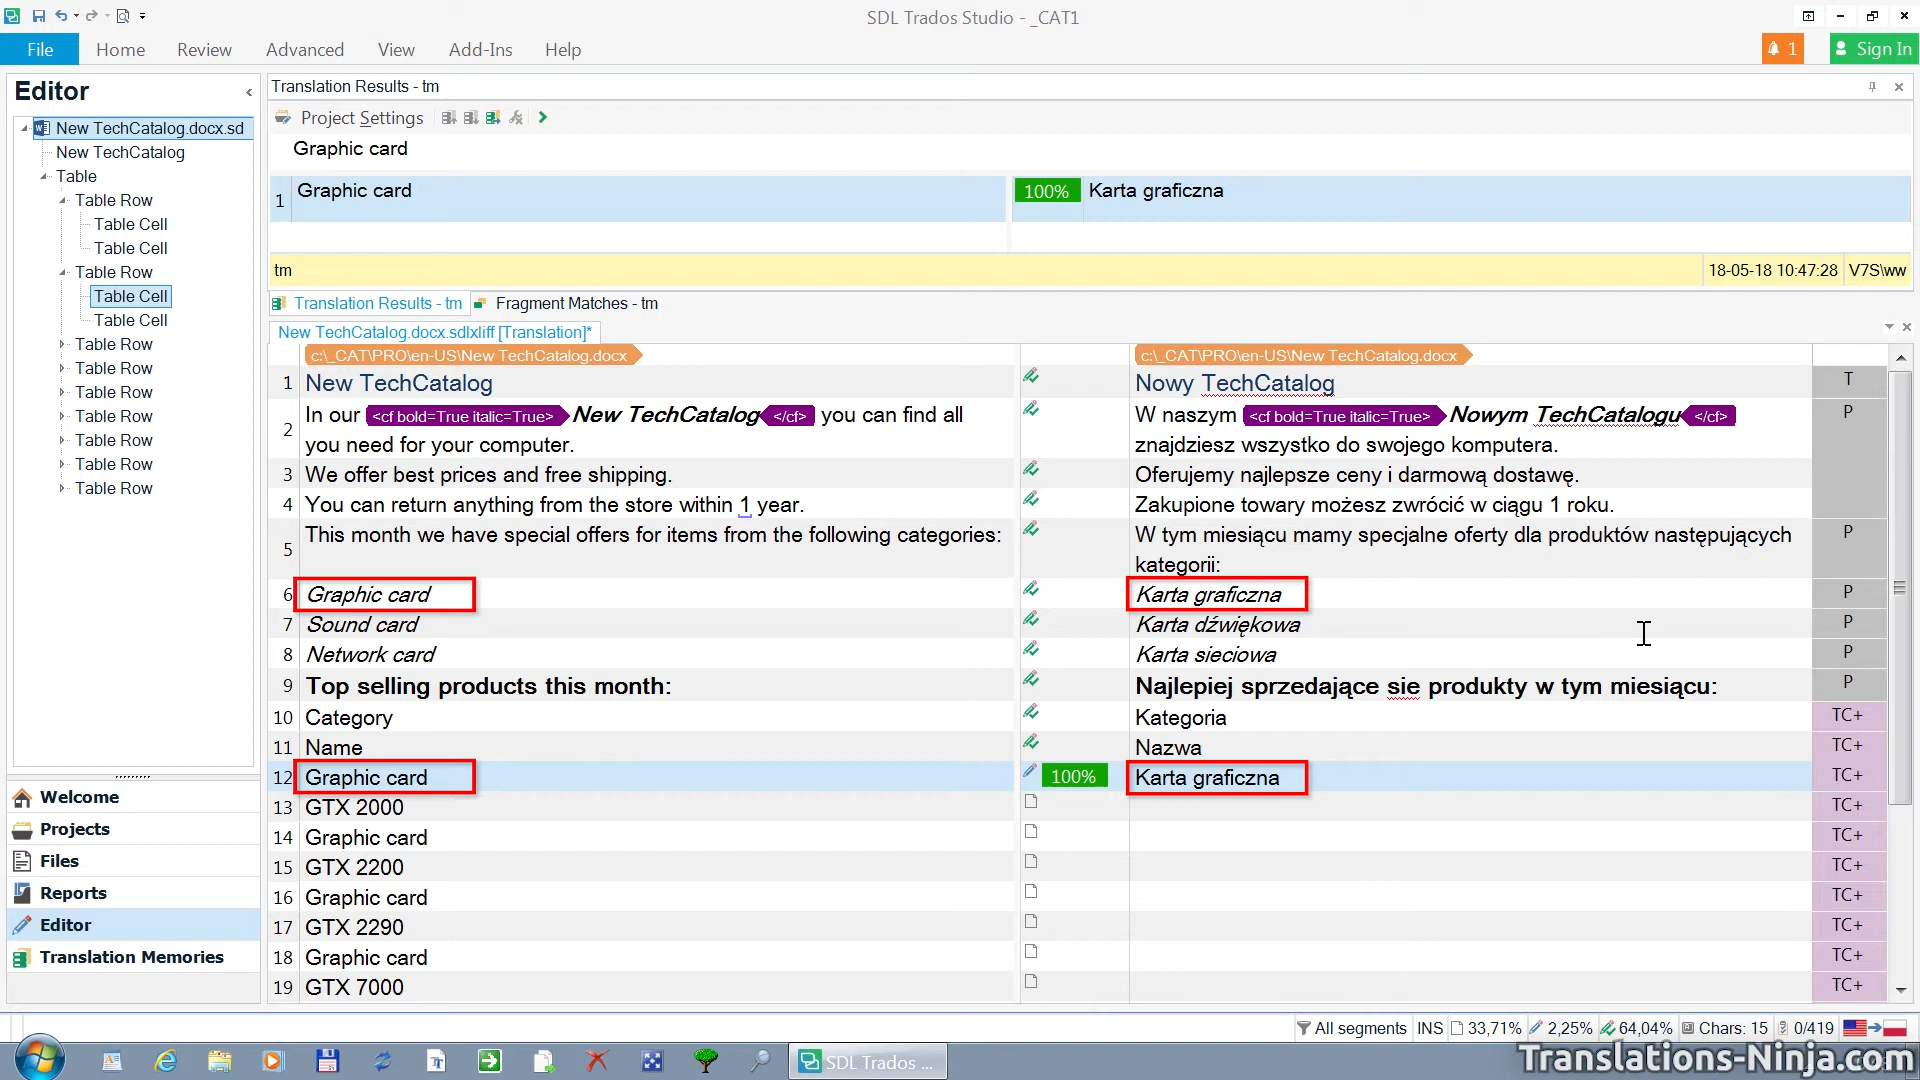 SDL Trados Studio - _CAT1
File Home Review Advanced View Add-Ins Help
1 Sign In
Editor
New TechCatalog.docx.sd
New TechCatalog
Table
Table Row
Table Cell
Table Cell
Table Row
Table Cell
Table Cell
Table Row
Table Row
Table Row
Table Row
Table Row
Table Row
Table Row
Welcome
Projects
Files
Reports
Editor
Translation Memories
Translation Results - tm
Project Settings
Graphic card
1 Graphic card 100% Karta graficzna
tm 18-05-18 10:47:28 V7S\ww
Translation Results - tm Fragment Matches - tm
New TechCatalog.docx.sdlxliff [Translation]*
c:\_CAT\PRO\en-US\New TechCatalog.docx c:\_CAT\PRO\en-US\New TechCatalog.docx
1 New TechCatalog Nowy TechCatalog T
2 In our <cf bold=True italic=True> New TechCatalog </cf> you can find all W naszym <cf bold=True italic=True> Nowym TechCatalogu </cf> P
you need for your computer. znajdziesz wszystko do swojego komputera.
3 We offer best prices and free shipping. Oferujemy najlepsze ceny i darmową dostawę.
4 You can return anything from the store within 1 year. Zakupione towary możesz zwrócić w ciągu 1 roku.
5 This month we have special offers for items from the following categories: W tym miesiącu mamy specjalne oferty dla produktów następujących P
kategorii:
6 Graphic card Karta graficzna P
7 Sound card Karta dźwiękowa P
8 Network card Karta sieciowa P
9 Top selling products this month: Najlepiej sprzedające sie produkty w tym miesiącu: P
10 Category Kategoria TC+
11 Name Nazwa TC+
12 Graphic card 100% Karta graficzna TC+
13 GTX 2000 TC+
14 Graphic card TC+
15 GTX 2200 TC+
16 Graphic card TC+
17 GTX 2290 TC+
18 Graphic card TC+
19 GTX 7000 TC+
All segments INS 33,71% 2,25% 64,04% Chars: 15 0/419
SDL Trados ...
Translations-Ninja.com